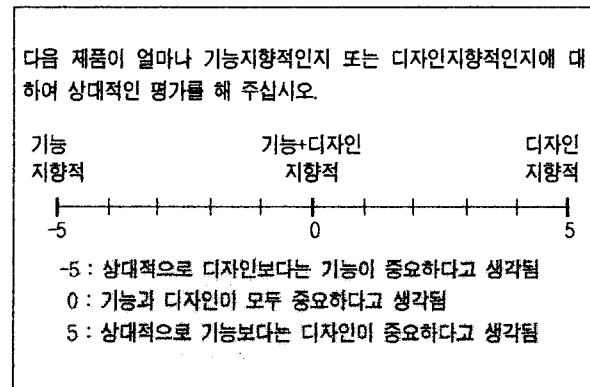 다음 제품이 얼마나 기능지향적인지 또는 디자인지향적인지에 대
하여 상대적인 평가를 해 주십시오.
기능 기능+디자인 디자인
지향적 지향적 지향적
-5 0 5
-5 : 상대적으로 디자인보다는 기능이 중요하다고 생각됨
0 : 기능과 디자인이 모두 중요하다고 생각됨
5 : 상대적으로 기능보다는 디자인이 중요하다고 생각됨